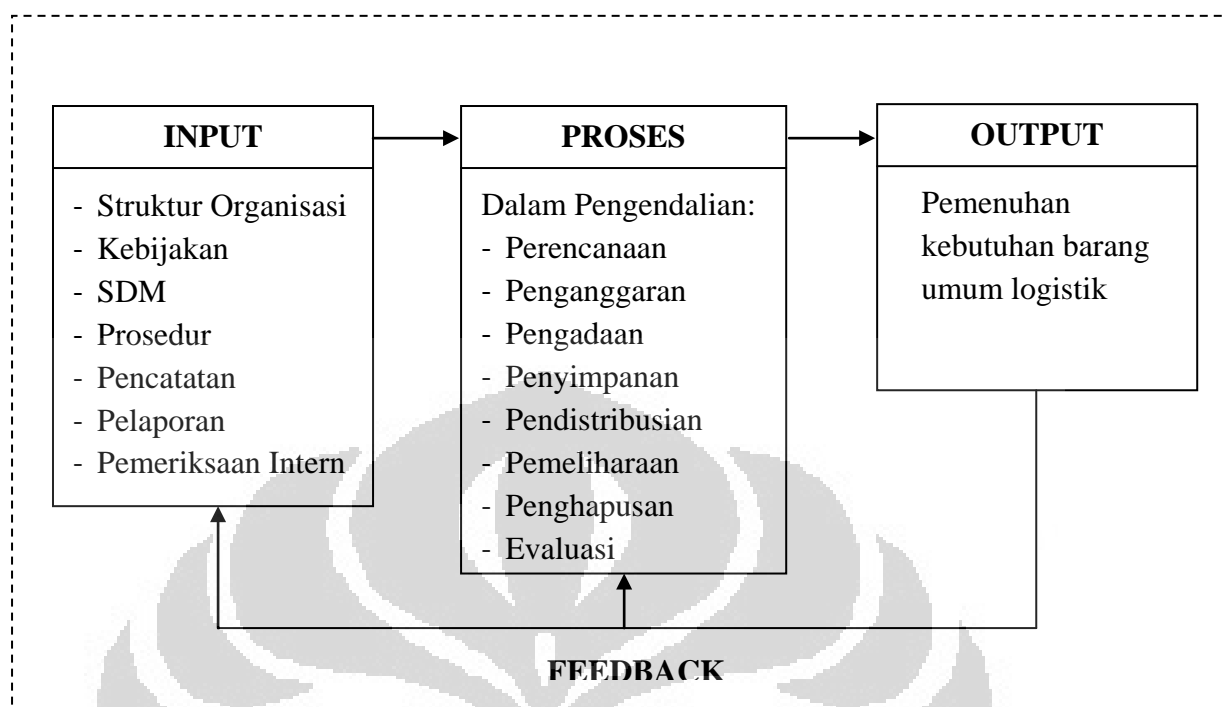 INPUT
- Struktur Organisasi
- Kebijakan
- SDM
- Prosedur
- Pencatatan
- Pelaporan
- Pemeriksaan Intern
PROSES
Dalam Pengendalian:
- Perencanaan
- Penganggaran
- Pengadaan
- Penyimpanan
- Pendistribusian
- Pemeliharaan
- Penghapusan
- Evaluasi
OUTPUT
Pemenuhan
kebutuhan barang
umum logistik
FEEDBACK